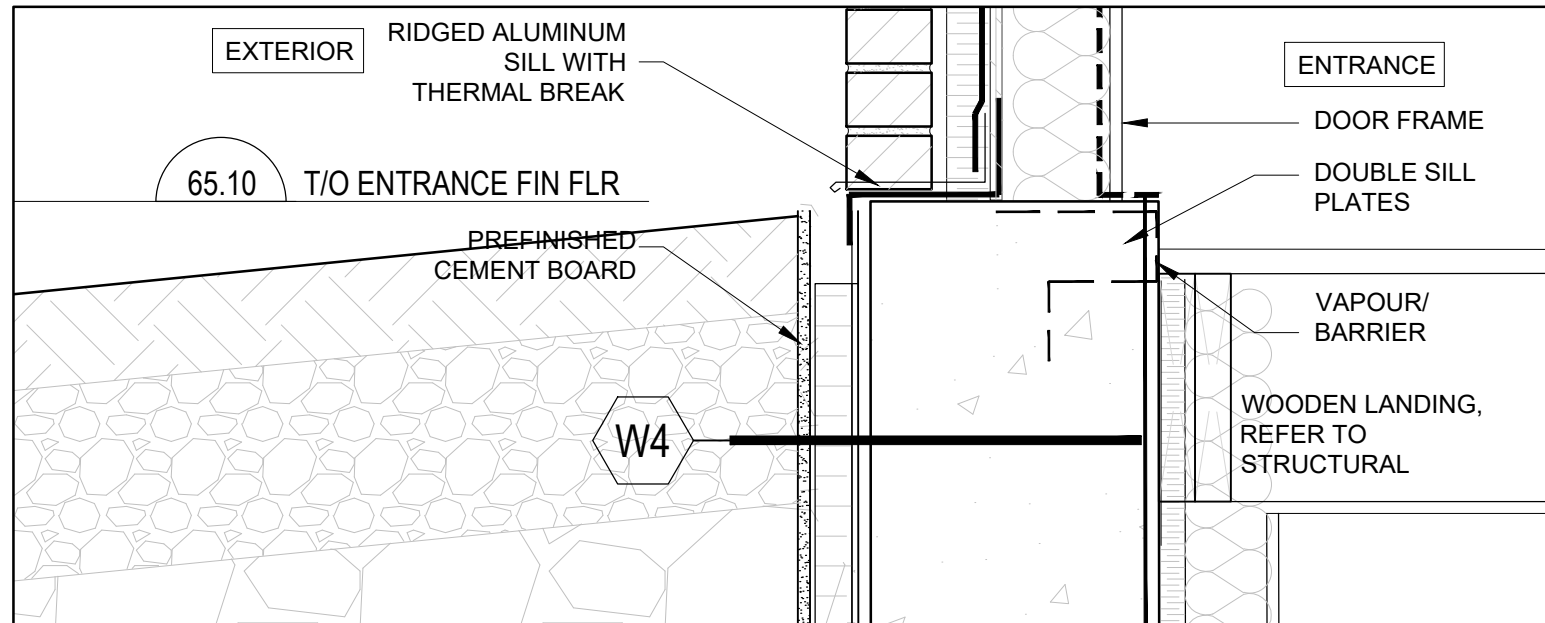 EXTERIOR
RIDGED ALUMINUM
SILL WITH
THERMAL BREAK
ENTRANCE
DOOR FRAME
DOUBLE SILL
PLATES
65.10
T/O ENTRANCE FIN FLR
PREFINISHED
CEMENT BOARD
VAPOUR/
BARRIER
W4
WOODEN LANDING,
REFER TO
STRUCTURAL